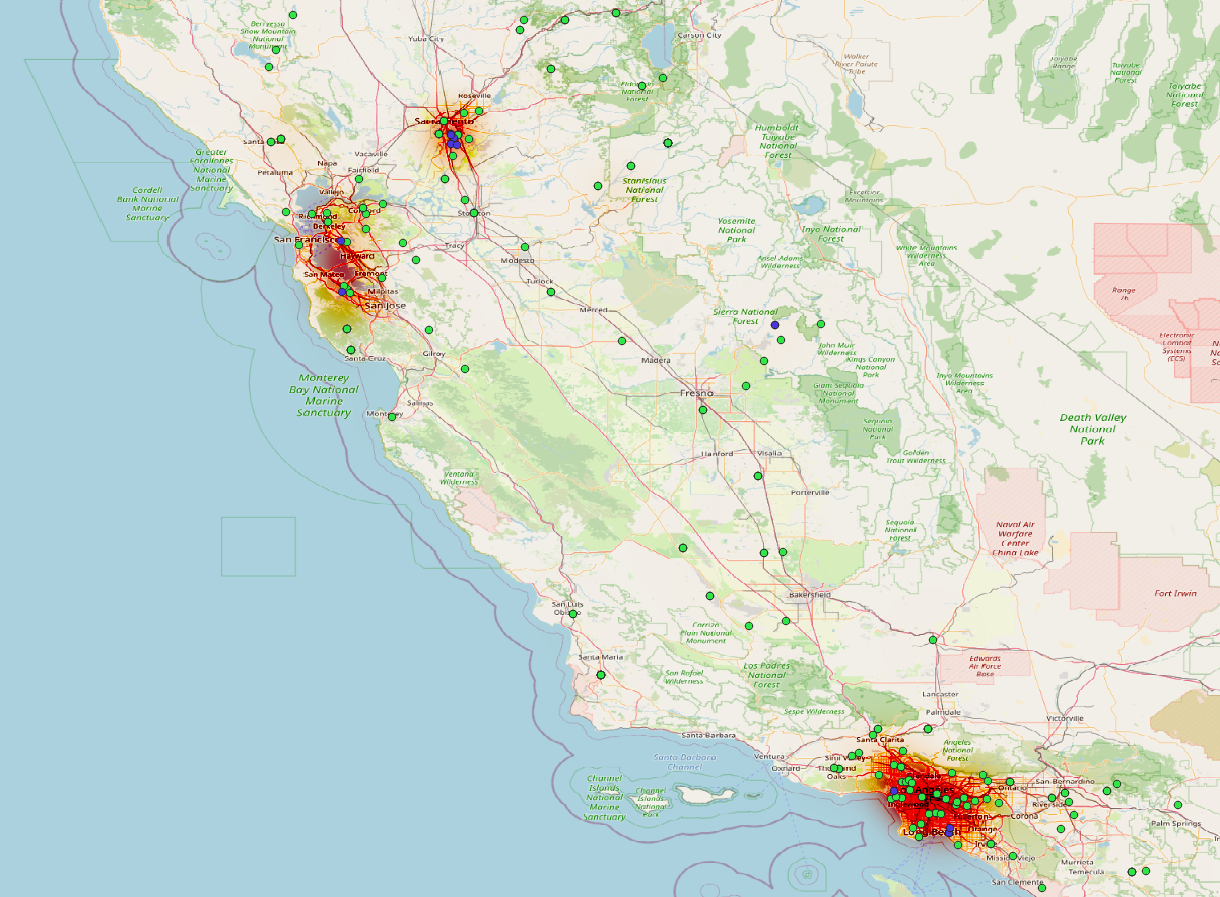 Berryessa
Snow Mountain
National
Monument
Yuba City
Carson City
Walker
River Paiute
Tribe
Toiyabe
Range
Toiyabe
National
Forest
Toiyabe
National
Forest
Roseville
National
Forest
Sacramento
Humboldt
Toiyabe
National
Forest
Santa
Greater
Farallones
National
Marine
Sanctuary
Petaluma
Napa
Vacaville
Fairfield
Vallejo
Cordell
Bank National
Marine
Sanctuary
Stanislaus
National
Forest
Excelsior
Mountains
Richmond
Concord
Berkeley
Stockton
San Francisco
Tracy
Yosemite
National
Park
Inyo National
Forest
White Mountains
Wilderness
Area
Hayward
Modesto
Ansel Adams
Wilderness
San Mateo
Fremont
Turlock
Milpitas
San Jose
Merced
Sierra National
Forest
Range
Electronic
Combat
Systems
(CCS)
Gilroy
Santa Cruz
Madera
John Muir
Wilderness
Kings Canyon
National
Park
Inyo Mountains
Wilderness
Area
Monterey
Bay National
Marine
Sanctuary
Salinas
Monterey
Fresno
Giant Sequoia
National
Monument
Sequoia
National
Park
Death Valley
National
Park
Hanford
Visalia
Golden
Trout Wilderness
Ventana
Wilderness
Porterville
Sequoia
National
Forest
Naval Air
Warfare
Center
China Lake
Bakersfield
Fort Irwin
San Luis
Obispo
Carrizo
Plain National
Monument
Santa Maria
San Rafael
Wilderness
Los Padres
National
Forest
Edwards
Air Force
Base
Lancaster
Palmdale
Sespe Wilderness
Victorville
Santa Barbara
Santa Clarita
Angeles
National
Forest
Santa Barbara
Channel
Ventura
Oxnard
Simi Valley
Thousand
Oaks
Channel
Islands
National
Marine
Sanctuary
Channel
Islands
National
Park
Glendale
San Bernardino
Los Angeles
Ontario
Inglewood
Riverside
Corona
Palm Springs
Long Beach
Orange
Irvine
Mission Viejo
Murrieta
Temecula
San Clemente